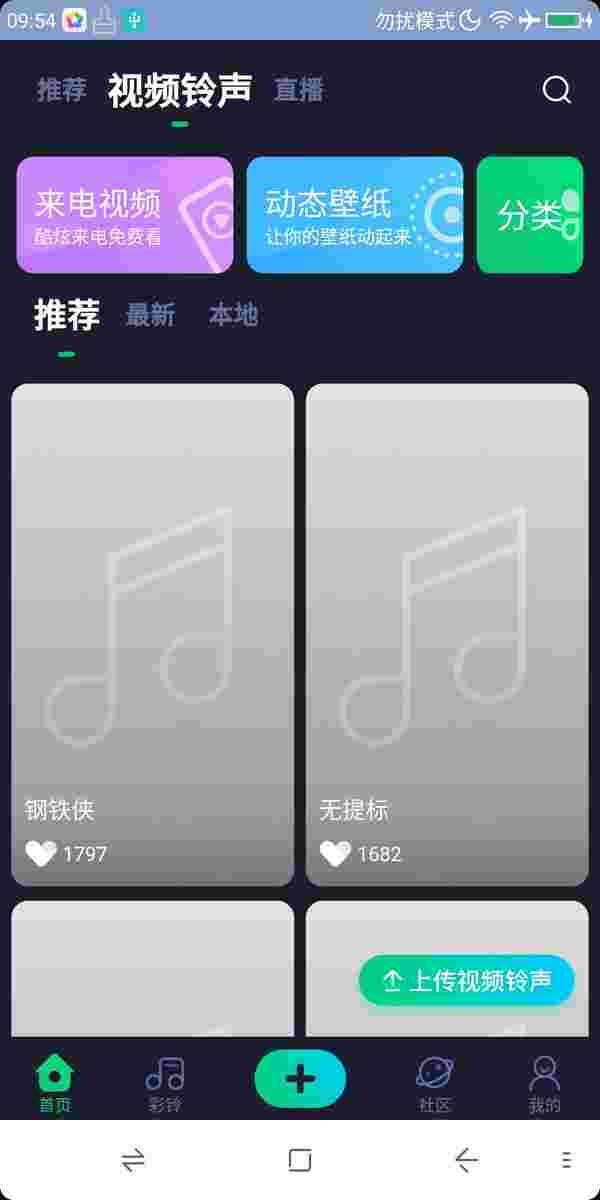 09:54 勿扰模式
推荐 视频铃声 直播
来电视频
酷炫来电免费看
动态壁纸
让你的壁纸动起来
分类
推荐 最新 本地
钢铁侠
1797
无提标
1682
上传视频铃声
首页 彩铃 社区 我的